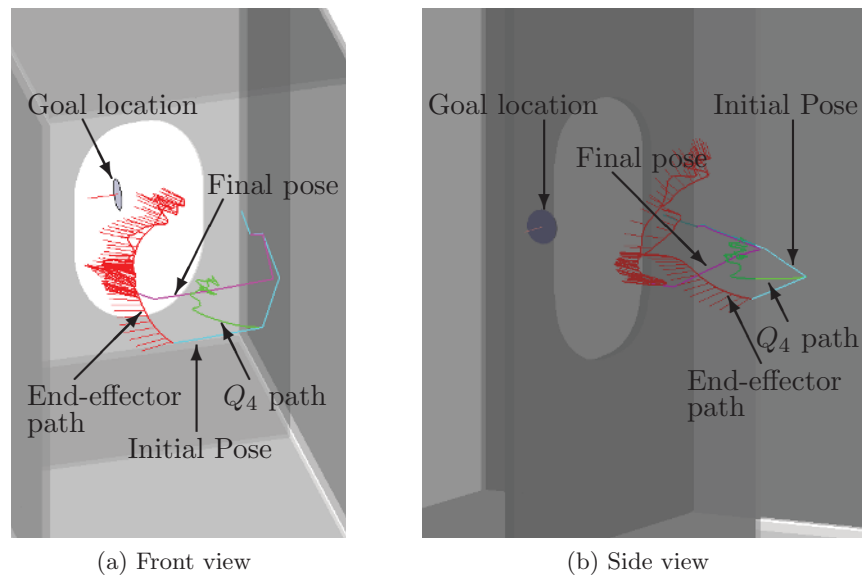 Goal location
Final pose
End-effector
path
Q4 path
Initial Pose
(a) Front view
Goal location
Initial Pose
Final pose
Q4 path
End-effector
path
(b) Side view